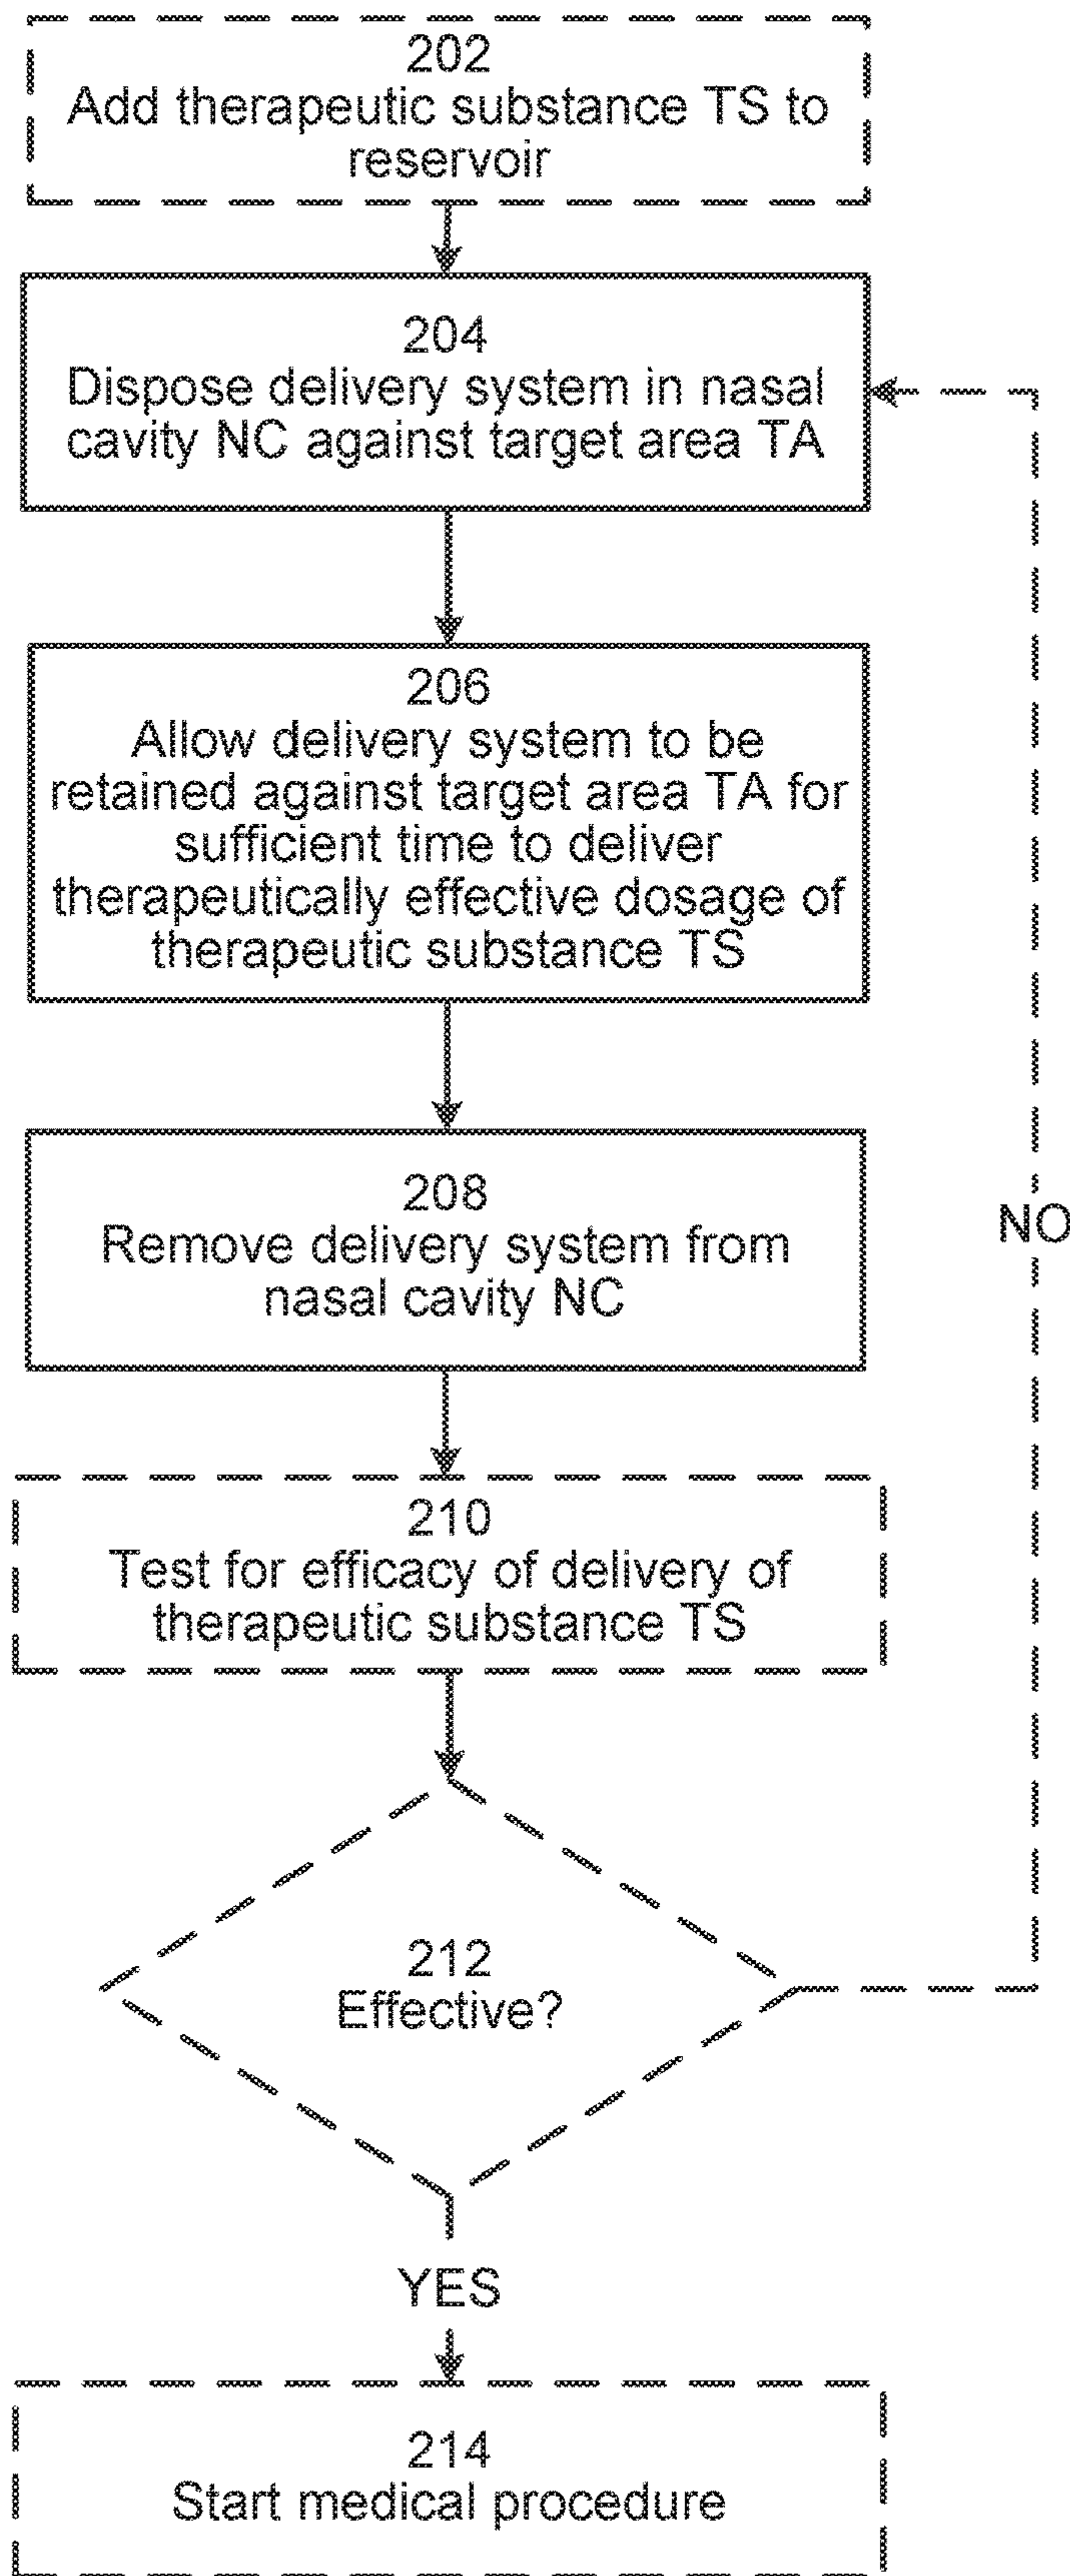 202
Add therapeutic substance TS to
reservoir
204
Dispose delivery system in nasal
cavity NC against target area TA
206
Allow delivery system to be
retained against target area TA for
sufficient time to deliver
therapeutically effective dosage of
therapeutic substance TS
208
Remove delivery system from
nasal cavity NC
NO
210
Test for efficacy of delivery of
therapeutic substance TS
212
Effective?
YES
214
Start medical procedure